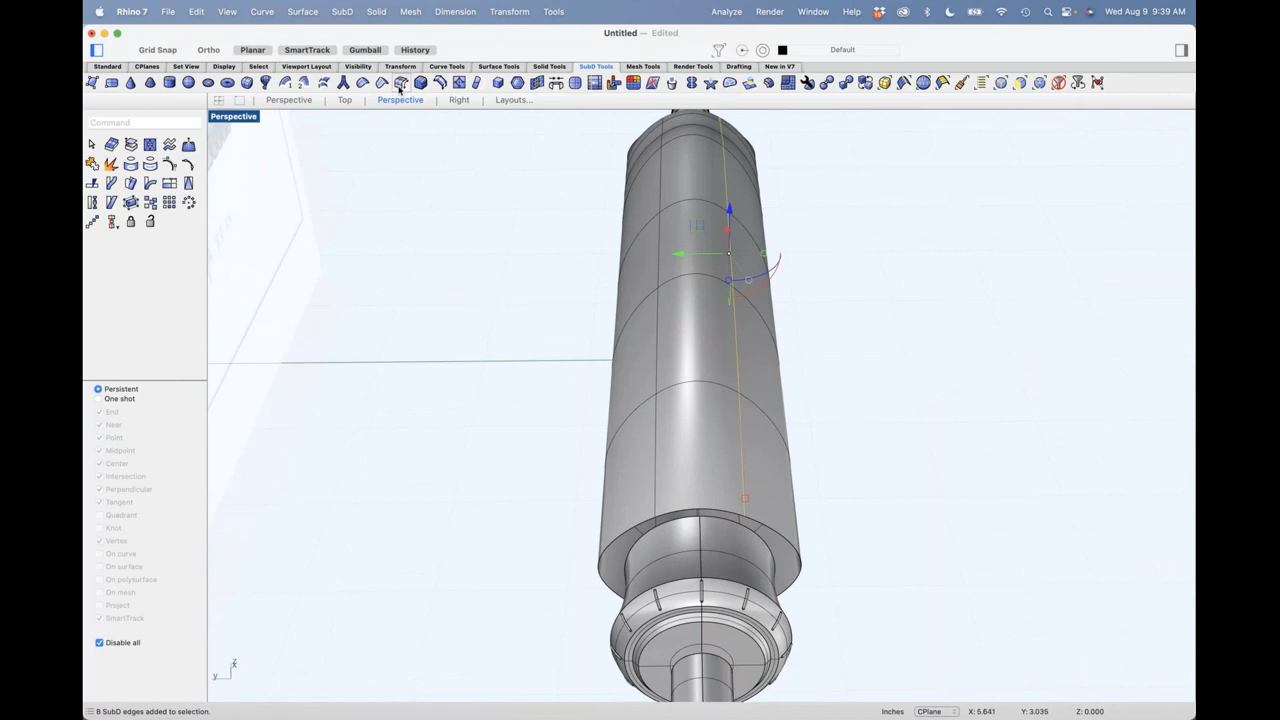 Rhino 7 File Edit View Curve Surface SubD Solid Mesh Dimension Transform Tools Analyze Render Window Help Wed Aug 9 9:39 AM
Untitled — Edited
Grid Snap Ortho Planar SmartTrack Gumball History Default
Standard CPlanes Set View Display Select Viewport Layout Visibility Transform Curve Tools Surface Tools Solid Tools SubD Tools Mesh Tools Render Tools Drafting New in V7
Perspective Top Perspective Right Layouts...
Perspective
Command
Persistent
One shot
End
Near
Point
Midpoint
Center
Intersection
Perpendicular
Tangent
Quadrant
Knot
Vertex
On curve
On surface
On polysurface
On mesh
Project
SmartTrack
Disable all
z
y
8 SubD edges added to selection. Inches CPlane X: 5.641 Y: 3.035 Z: 0.000